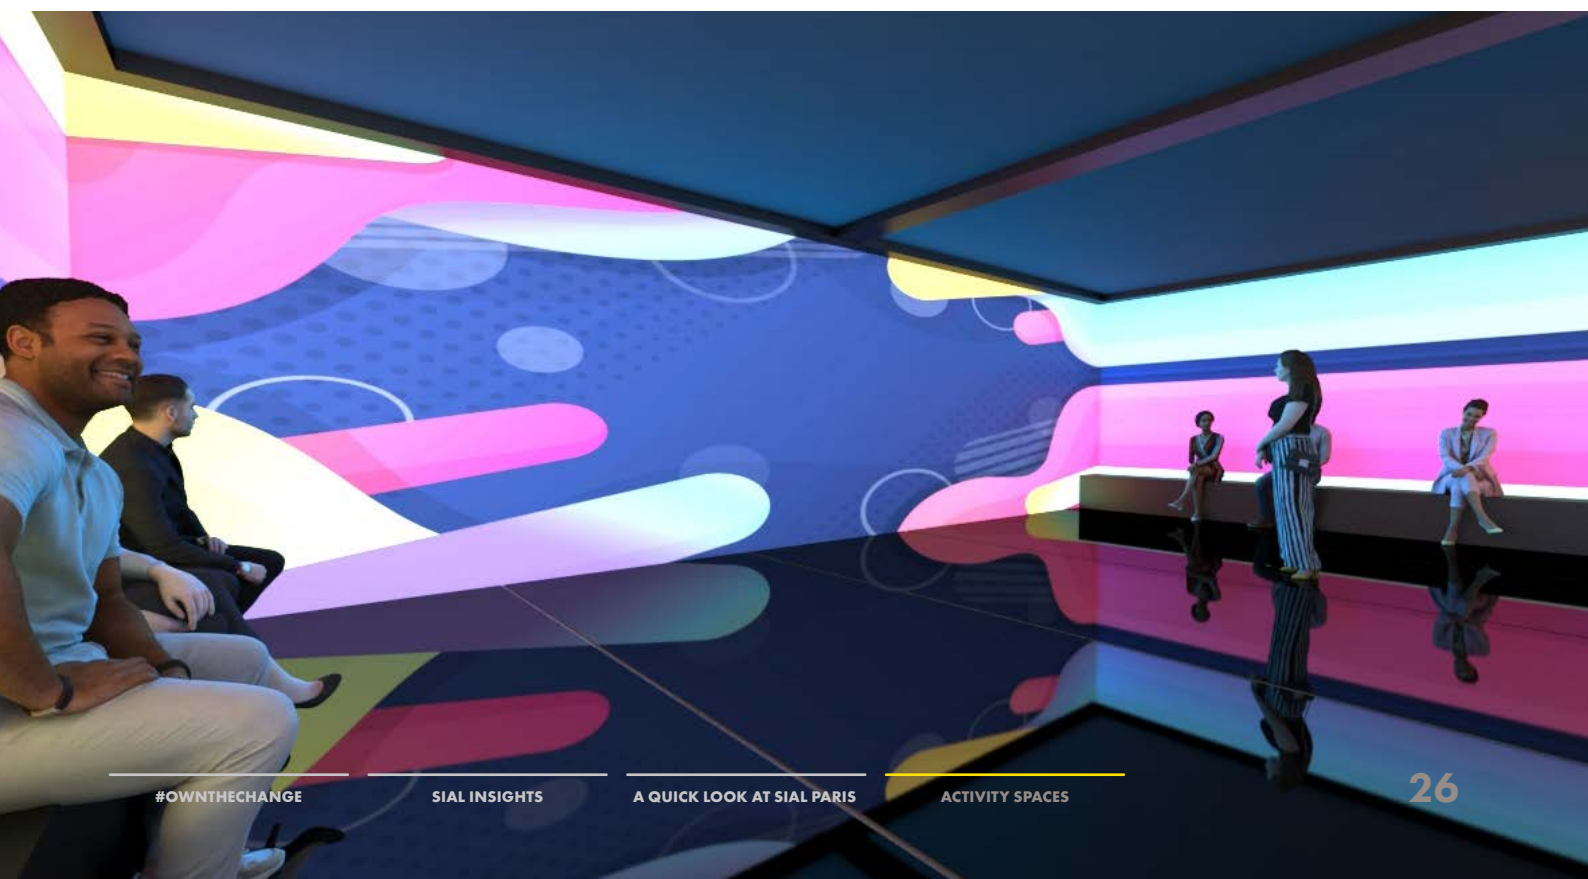 #OWNTHECHANGE
SIAL INSIGHTS
A QUICK LOOK AT SIAL PARIS
ACTIVITY SPACES
26